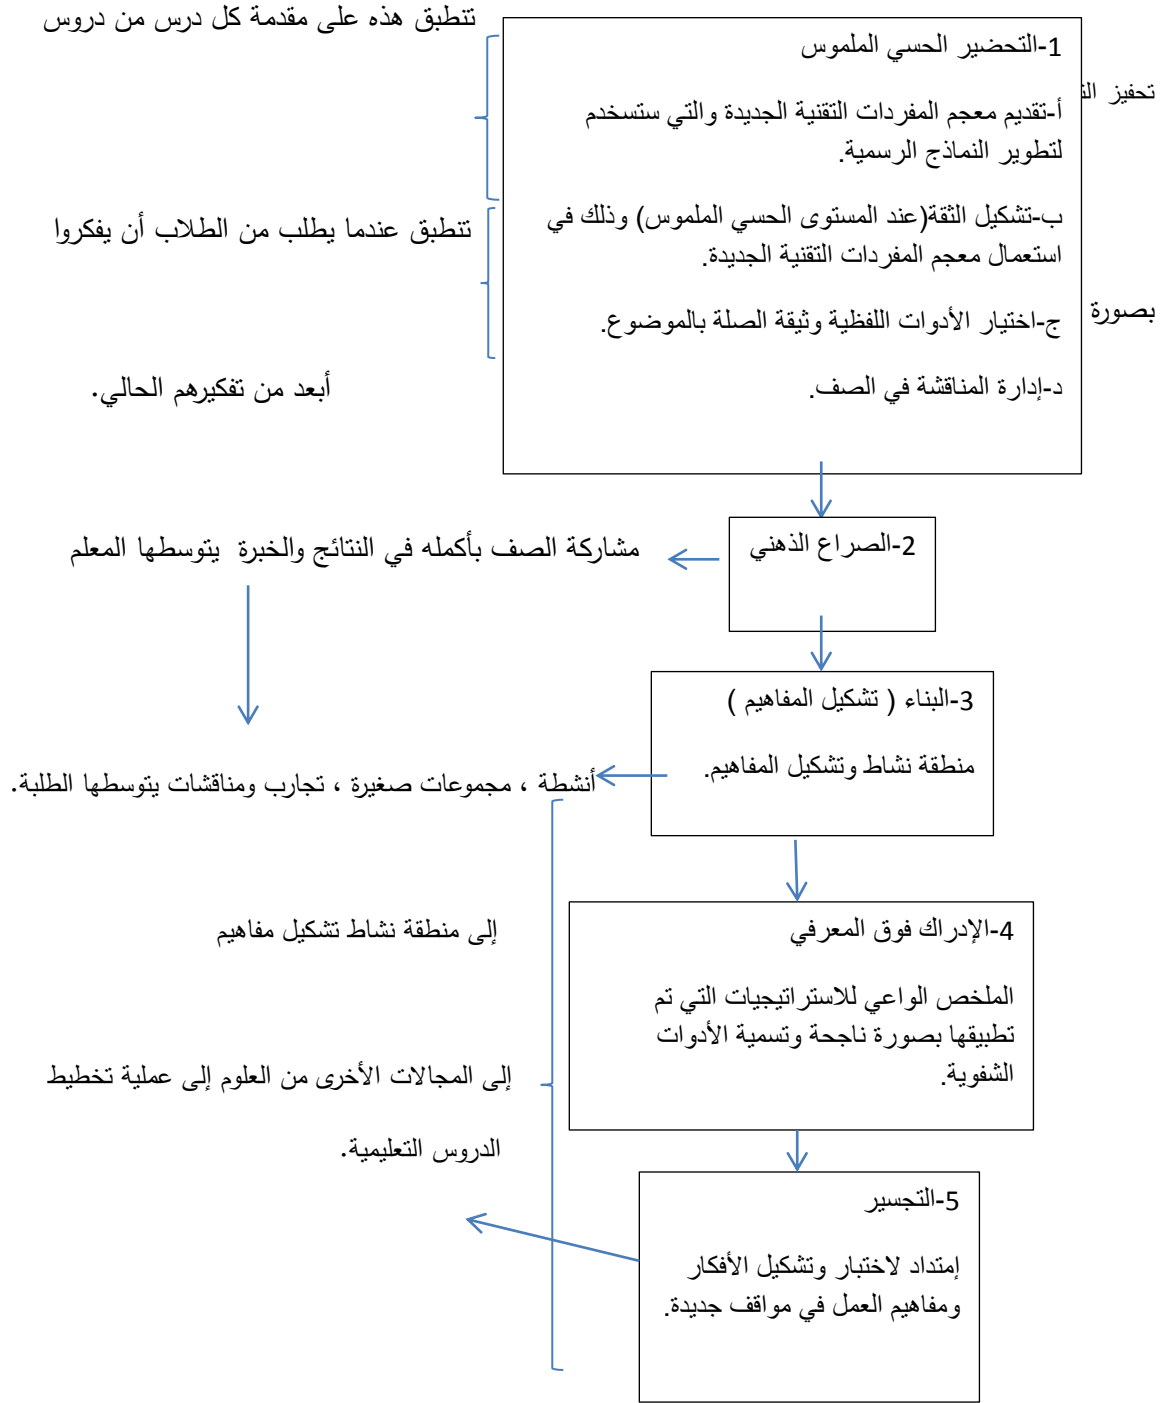 تنطبق هذه على مقدمة كل درس من دروس
1-التحضير الحسي الملموس
تحفيز
أ-تقديم معجم المفردات التقنية الجديدة والتي ستسخدم
لتطوير النماذج الرسمية.
ب-تشكيل الثقة(عند المستوى الحسي الملموس) وذلك في
استعمال معجم المفردات التقنية الجديدة.
تتطبق عندما يطلب من الطلاب أن يفكروا
بصورة
ج-اختيار الأدوات اللفظية وثيقة الصلة بالموضوع.
د-إدارة المناقشة في الصف.
أبعد من تفكيرهم الحالي.
2-الصراع الذهني
مشاركة الصف بأكمله في النتائج والخبرة يتوسطها المعلم
3-البناء ( تشكيل المفاهيم )
منطقة نشاط وتشكيل المفاهيم.
أنشطة ، مجموعات صغيرة ، تجارب ومناقشات يتوسطها الطلبة.
4-الإدراك فوق المعرفي
إلى منطقة نشاط تشكيل مفاهيم
الملخص الواعي للاستراتيجيات التي تم
تطبيقها بصورة ناجحة وتسمية الأدوات
الشفوية.
إلى المجالات الأخرى من العلوم إلى عملية تخطيط
الدروس التعليمية.
5-التجسير
إمتداد لاختبار وتشكيل الأفكار
ومفاهيم العمل في مواقف جديدة.